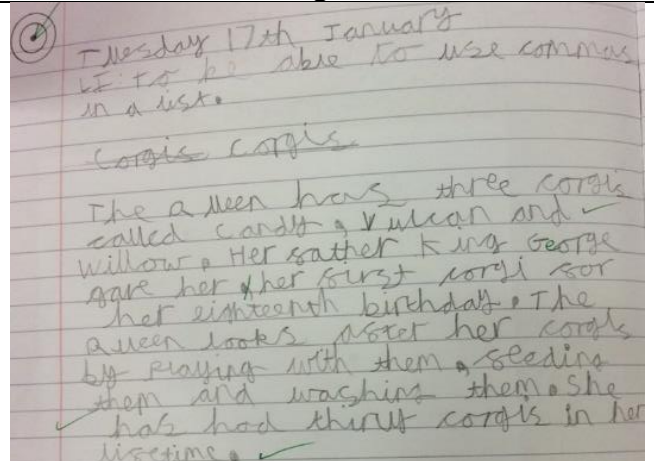 Tuesday 17th January
LI: To be able to use commas
in a list.
Corgis Corgis
The Queen has three corgis
called Candy, Vulcan and
Willow. Her father King George
gave her her first corgi for
her eighteenth birthday. The
Queen looks after her corgis
by playing with them, feeding
them and washing them. She
has had thirty corgis in her
lifetime.